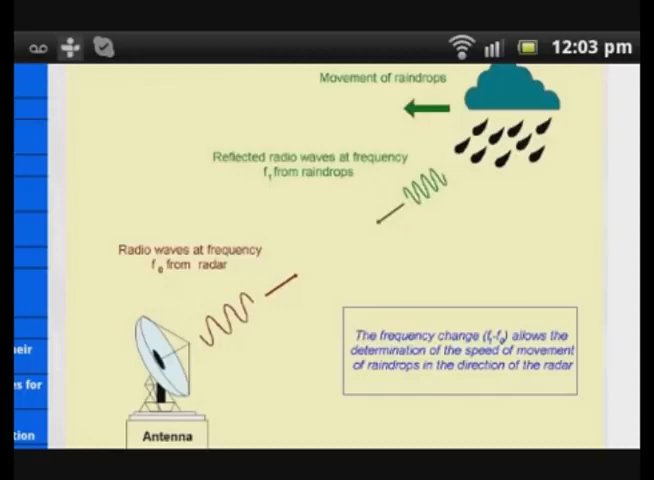 12:03 pm
Movement of raindrops
Reflected radio waves at frequency
f₁ from raindrops
Radio waves at frequency
f₀ from radar
The frequency change (f₁-f₀) allows the
determination of the speed of movement
of raindrops in the direction of the radar
Antenna
eir
s for
tion